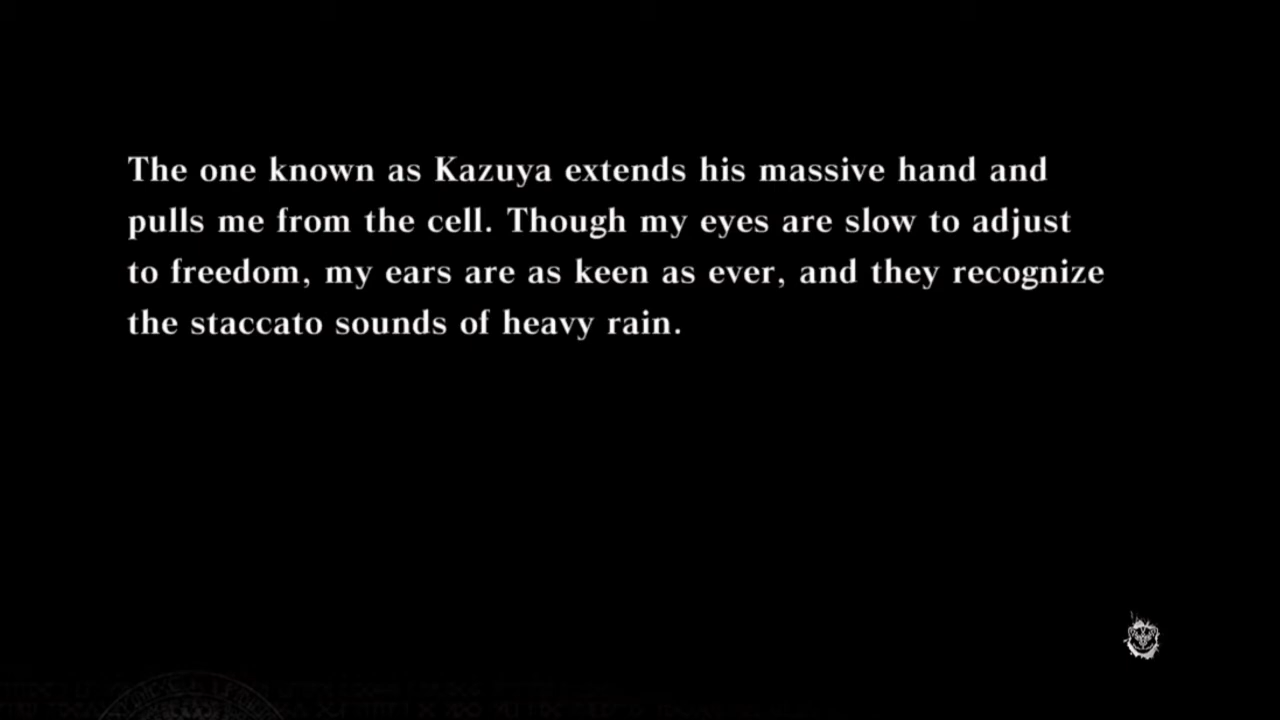 The one known as Kazuya extends his massive hand and
pulls me from the cell. Though my eyes are slow to adjust
to freedom, my ears are as keen as ever, and they recognize
the staccato sounds of heavy rain.